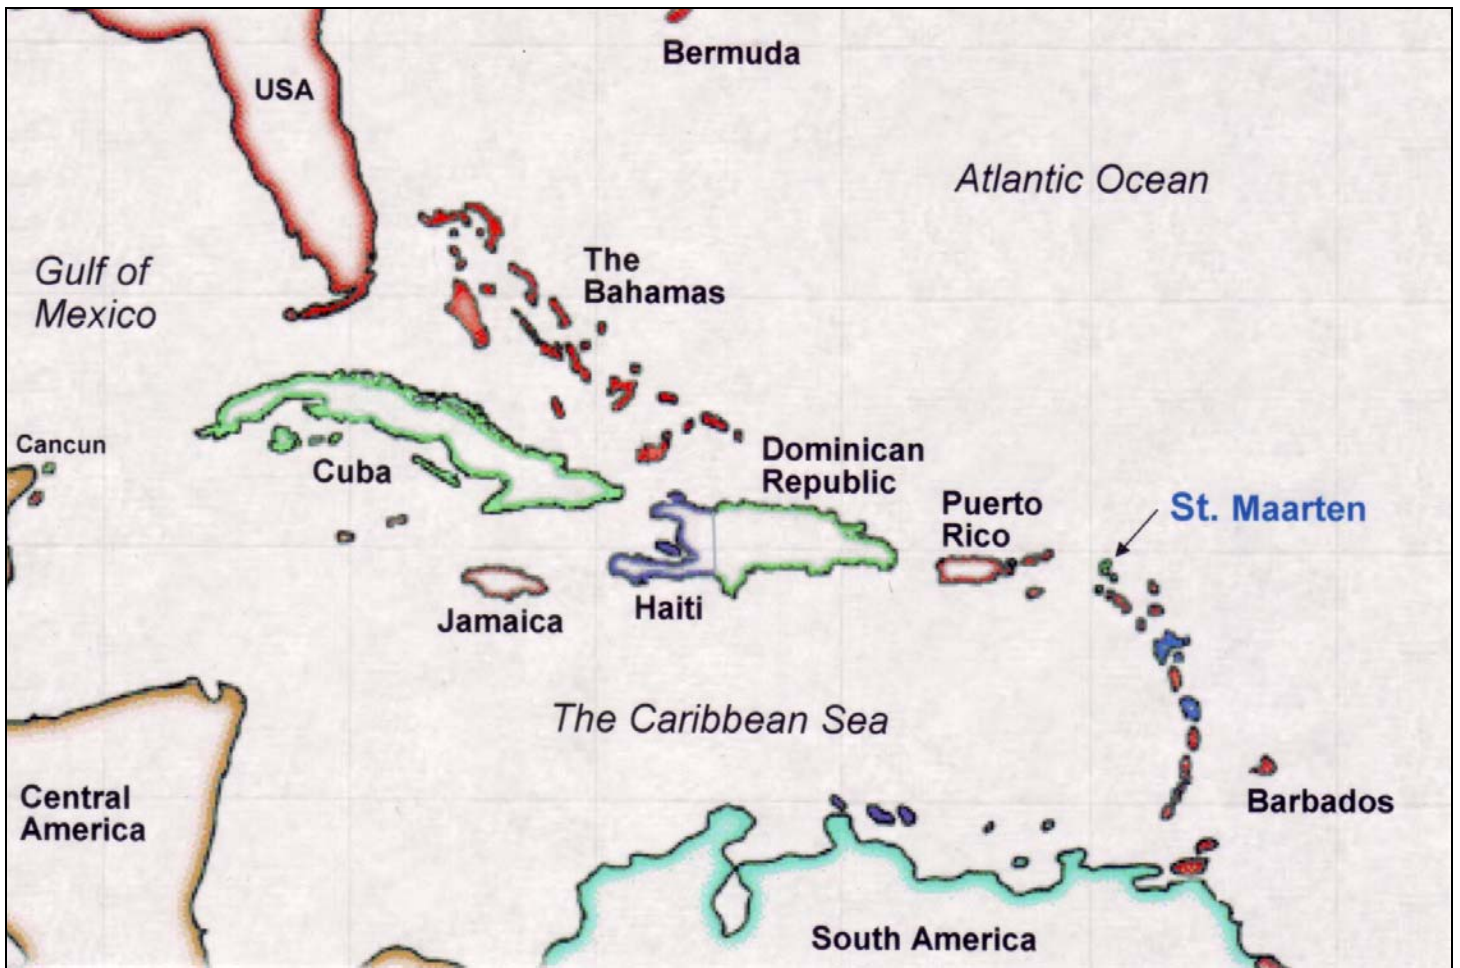 Bermuda
USA
Atlantic Ocean
Gulf of
Mexico
The
Bahamas
Cancun
Cuba
Dominican
Republic
Puerto
Rico
St. Maarten
Jamaica
Haiti
The Caribbean Sea
Central
America
Barbados
South America